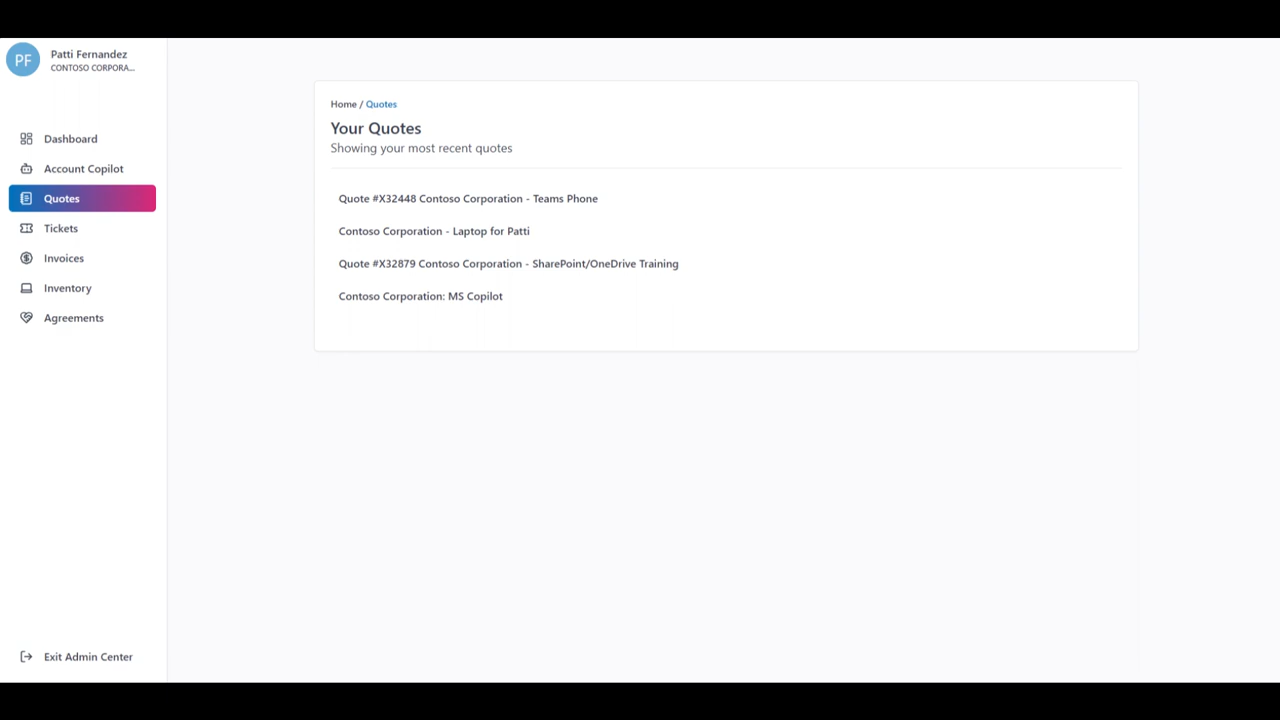 PF
Patti Fernandez
CONTOSO CORPORA...
Dashboard
Account Copilot
Quotes
Tickets
Invoices
Inventory
Agreements
Exit Admin Center
Home / Quotes
Your Quotes
Showing your most recent quotes
Quote #X32448 Contoso Corporation - Teams Phone
Contoso Corporation - Laptop for Patti
Quote #X32879 Contoso Corporation - SharePoint/OneDrive Training
Contoso Corporation: MS Copilot